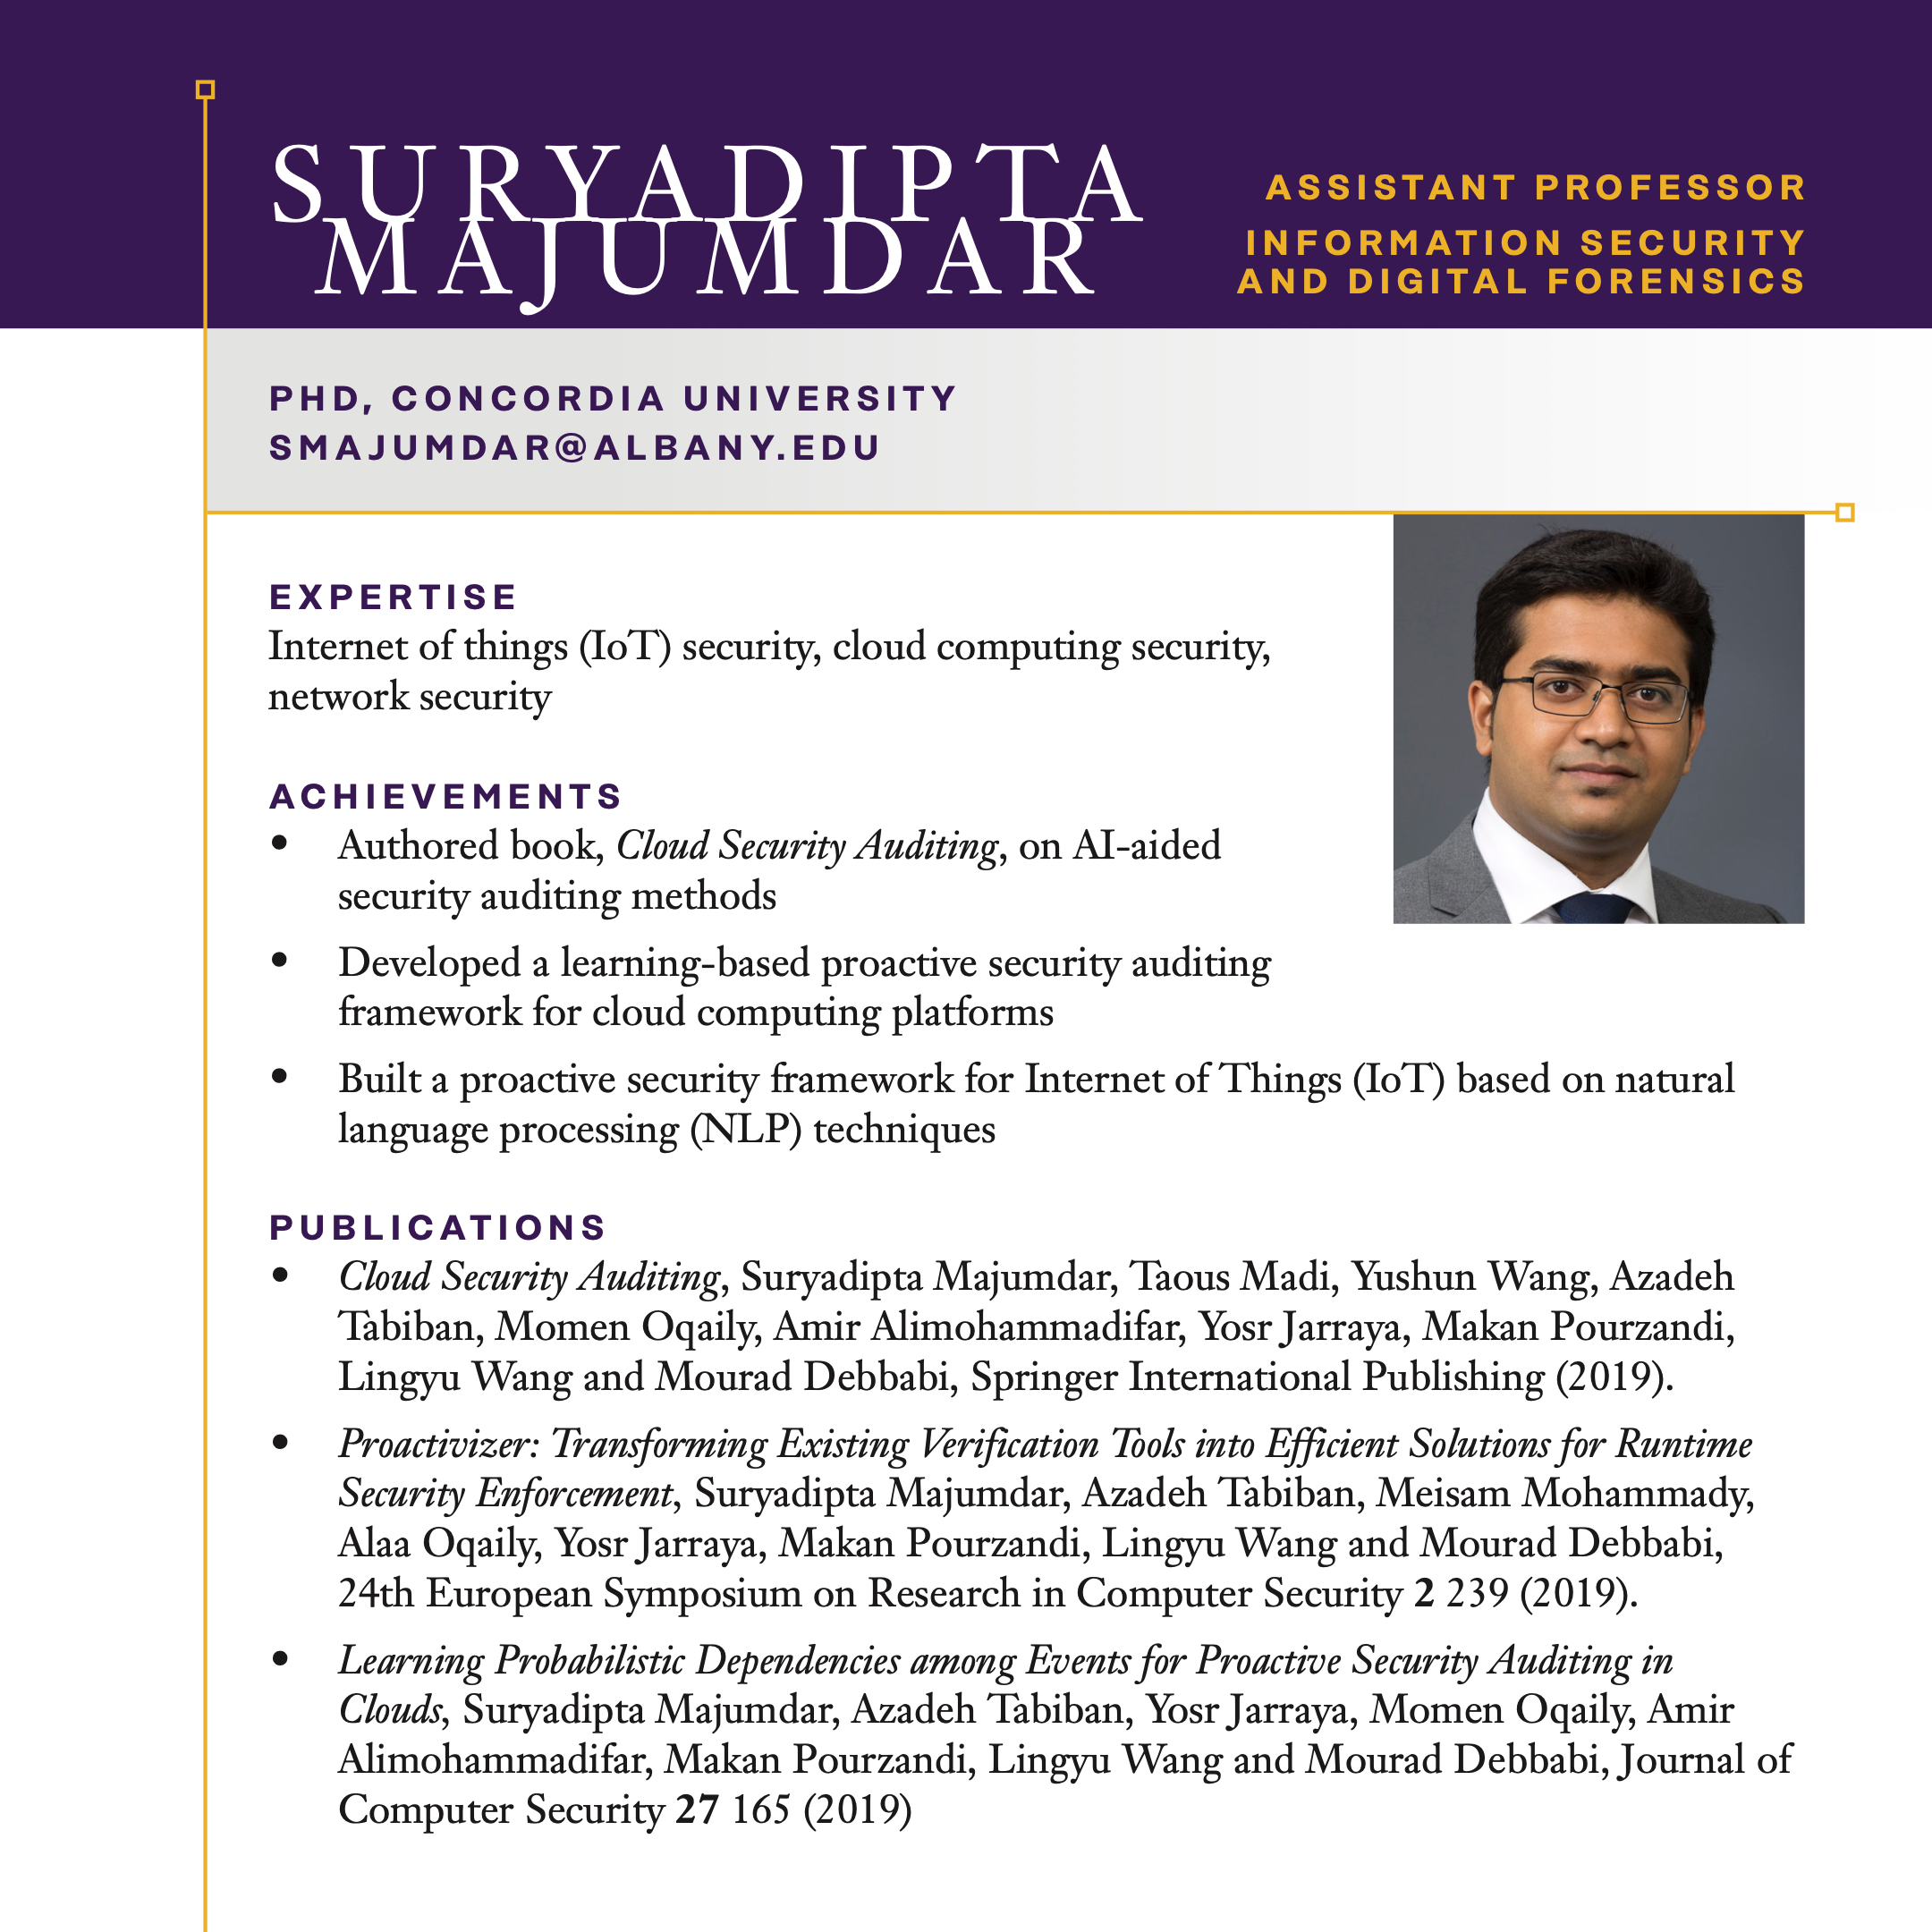 SURYADIPTA
MAJUMDAR
ASSISTANT PROFESSOR
INFORMATION SECURITY
AND DIGITAL FORENSICS
PHD, CONCORDIA UNIVERSITY
SMAJUMDAR@ALBANY.EDU
EXPERTISE
Internet of things (IoT) security, cloud computing security,
network security
ACHIEVEMENTS
• Authored book, Cloud Security Auditing, on AI-aided
security auditing methods
• Developed a learning-based proactive security auditing
framework for cloud computing platforms
• Built a proactive security framework for Internet of Things (IoT) based on natural
language processing (NLP) techniques
PUBLICATIONS
• Cloud Security Auditing, Suryadipta Majumdar, Taous Madi, Yushun Wang, Azadeh
Tabiban, Momen Oqaily, Amir Alimohammadifar, Yosr Jarraya, Makan Pourzandi,
Lingyu Wang and Mourad Debbabi, Springer International Publishing (2019).
• Proactivizer: Transforming Existing Verification Tools into Efficient Solutions for Runtime
Security Enforcement, Suryadipta Majumdar, Azadeh Tabiban, Meisam Mohammady,
Alaa Oqaily, Yosr Jarraya, Makan Pourzandi, Lingyu Wang and Mourad Debbabi,
24th European Symposium on Research in Computer Security 2 239 (2019).
• Learning Probabilistic Dependencies among Events for Proactive Security Auditing in
Clouds, Suryadipta Majumdar, Azadeh Tabiban, Yosr Jarraya, Momen Oqaily, Amir
Alimohammadifar, Makan Pourzandi, Lingyu Wang and Mourad Debbabi, Journal of
Computer Security 27 165 (2019)